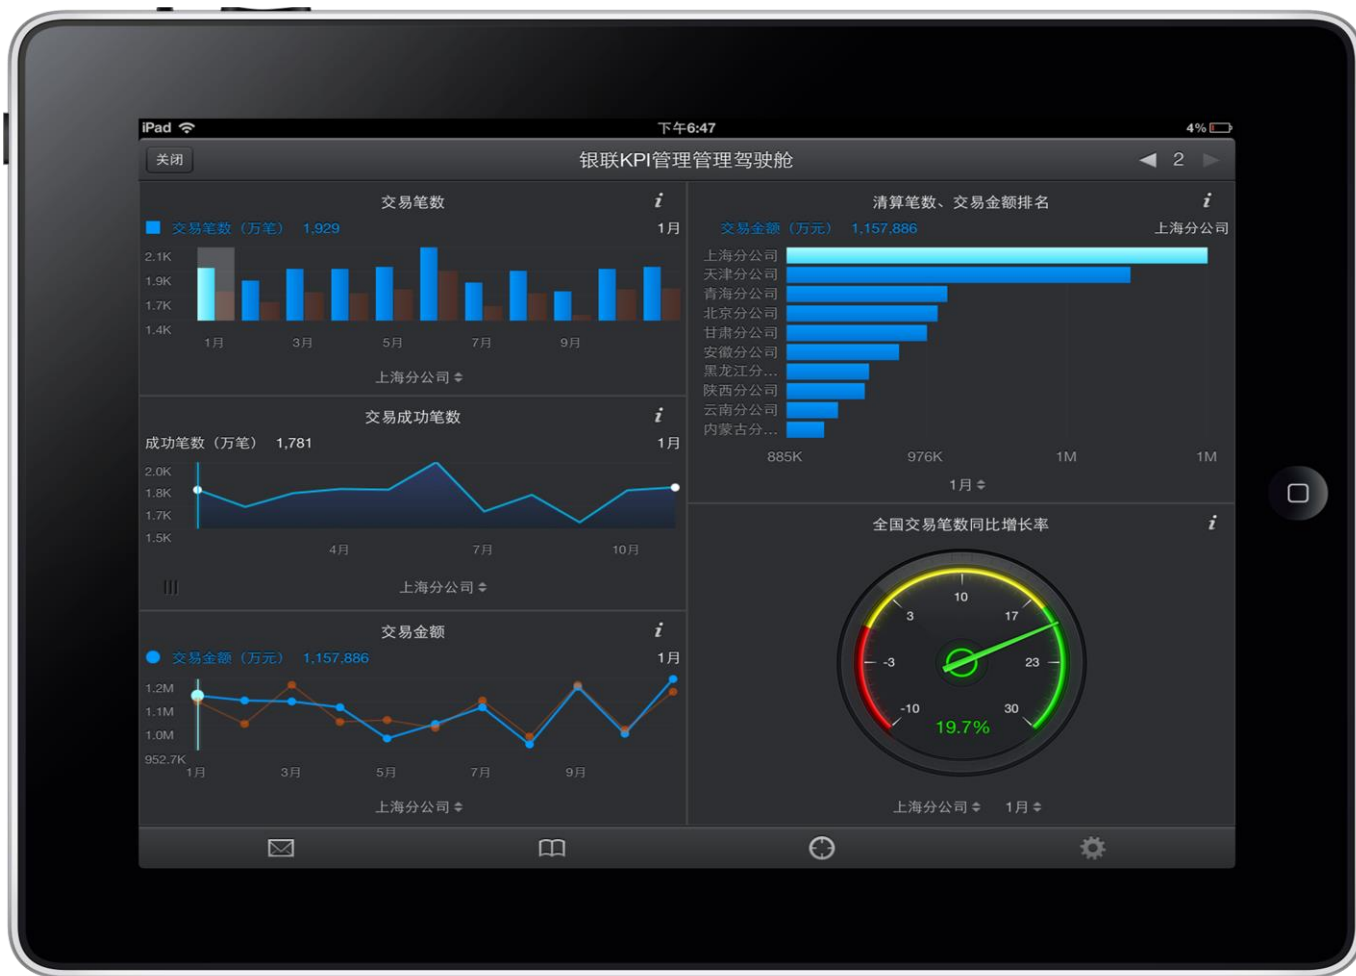 iPad 下午6:47 4%
关闭 银联KPI管理管理驾驶舱 2
交易笔数 i
交易笔数（万笔） 1,929 1月
2.1K
1.9K
1.7K
1.4K
1月 3月 5月 7月 9月
上海分公司
交易成功笔数 i
成功笔数（万笔） 1,781 1月
2.0K
1.8K
1.7K
1.5K
4月 7月 10月
上海分公司
交易金额 i
交易金额（万元） 1,157,886 1月
1.2M
1.1M
1.0M
952.7K
1月 3月 5月 7月 9月
上海分公司
清算笔数、交易金额排名 i
交易金额（万元） 1,157,886 上海分公司
上海分公司
天津分公司
青海分公司
北京分公司
甘肃分公司
安徽分公司
黑龙江分...
陕西分公司
云南分公司
内蒙古分...
885K 976K 1M 1M
1月
全国交易笔数同比增长率 i
10
3 17
-3 23
-10 30
19.7%
上海分公司 1月